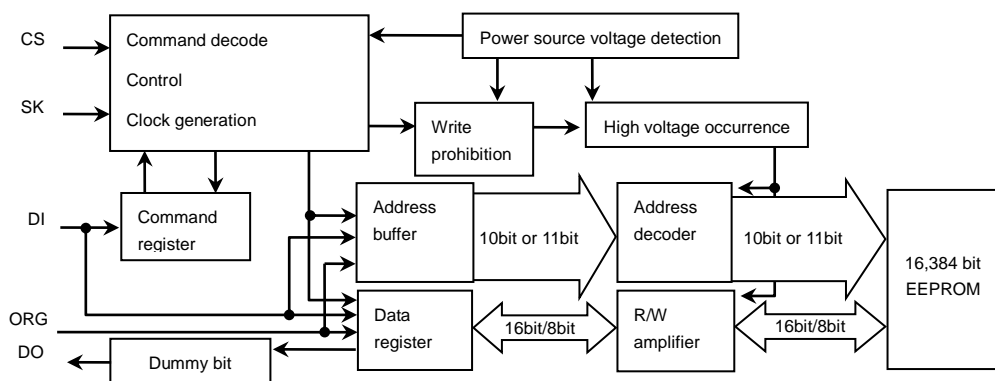 CS
Command decode
Power source voltage detection
Control
SK
Clock generation
Write
prohibition
High voltage occurrence
DI
Command
register
Address
buffer
10bit or 11bit
Address
decoder
10bit or 11bit
16,384 bit
EEPROM
ORG
Data
register
16bit/8bit
R/W
amplifier
16bit/8bit
DO
Dummy bit